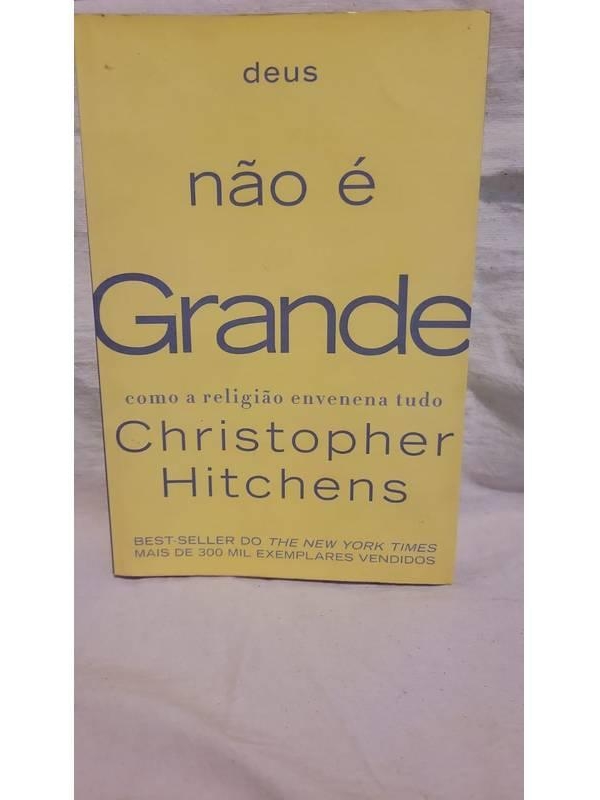 deus
não é
Grande
como a religião envenena tudo
Christopher
Hitchens
BEST-SELLER DO THE NEW YORK TIMES
MAIS DE 300 MIL EXEMPLARES VENDIDOS